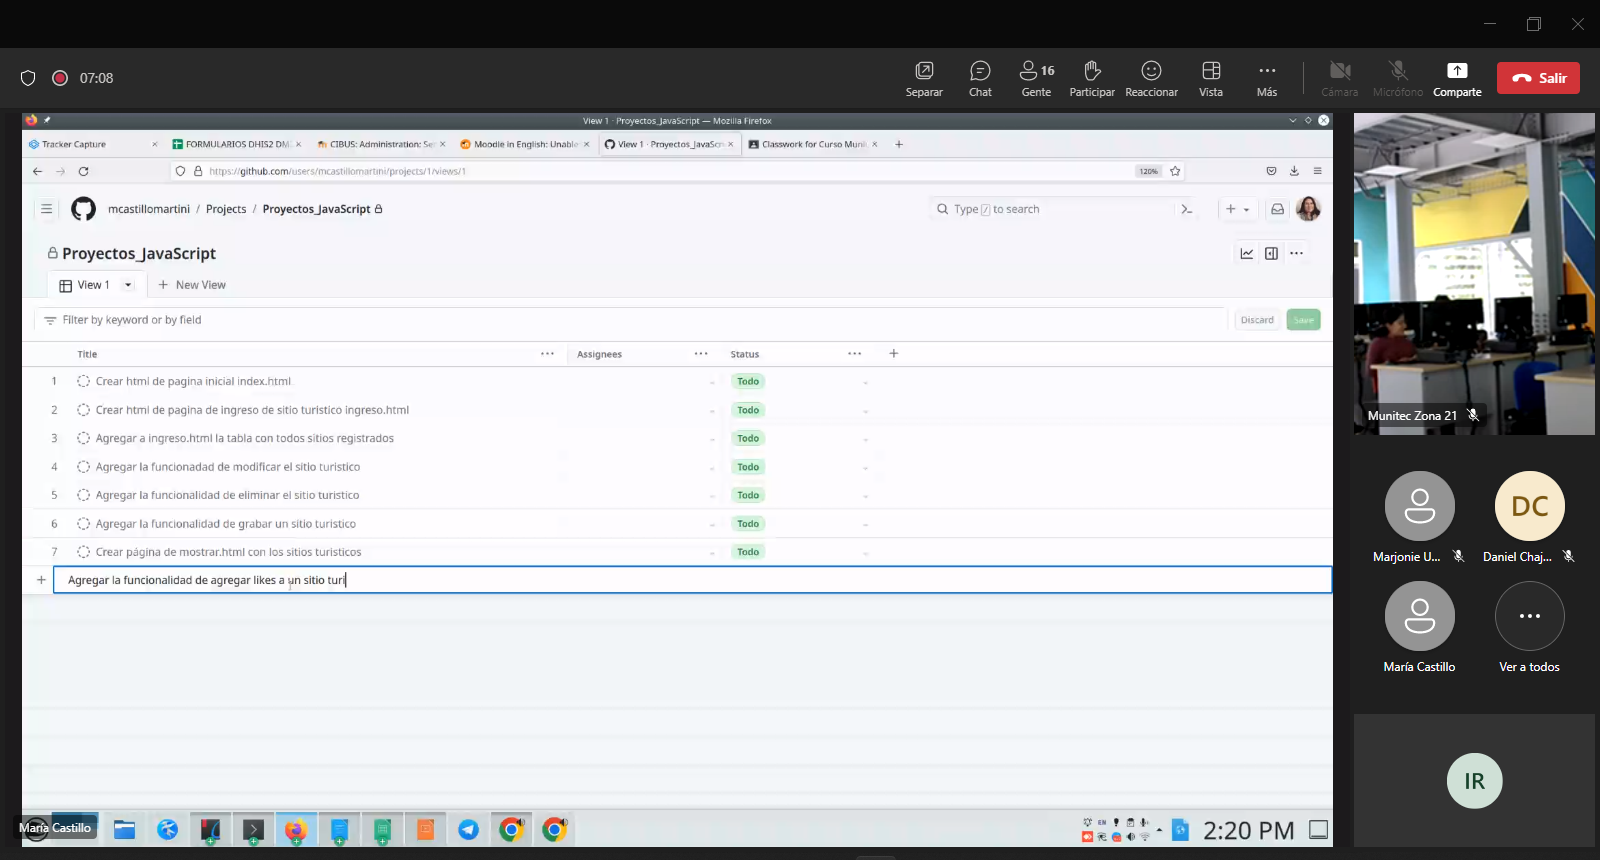 07:08
Separar
Chat
16
Gente
Participar
Reaccionar
Vista
Más
Cámara
Micrófono
Comparte
Salir
View 1 · Proyectos_JavaScript — Mozilla Firefox
Tracker Capture
FORMULARIOS DHIS2 DM
CIBUS: Administration: Se
Moodle in English: Unable
View 1 · Proyectos_JavaScr
Classwork for Curso Muni
https://github.com/users/mcastillomartini/projects/1/views/1
120%
mcastillomartini / Projects / Proyectos_JavaScript
Type / to search
Proyectos_JavaScript
View 1
New View
Filter by keyword or by field
Discard
Save
Title
Assignees
Status
1 Crear html de pagina inicial index.html Todo
2 Crear html de pagina de ingreso de sitio turistico ingreso.html Todo
3 Agregar a ingreso.html la tabla con todos sitios registrados Todo
4 Agregar la funcionadad de modificar el sitio turistico Todo
5 Agregar la funcionalidad de eliminar el sitio turistico Todo
6 Agregar la funcionalidad de grabar un sitio turistico Todo
7 Crear página de mostrar.html con los sitios turisticos Todo
Agregar la funcionalidad de agregar likes a un sitio turi
Munitec Zona 21
Marjonie U...
DC
Daniel Chaj...
María Castillo
Ver a todos
IR
María Castillo
EN
2:20 PM